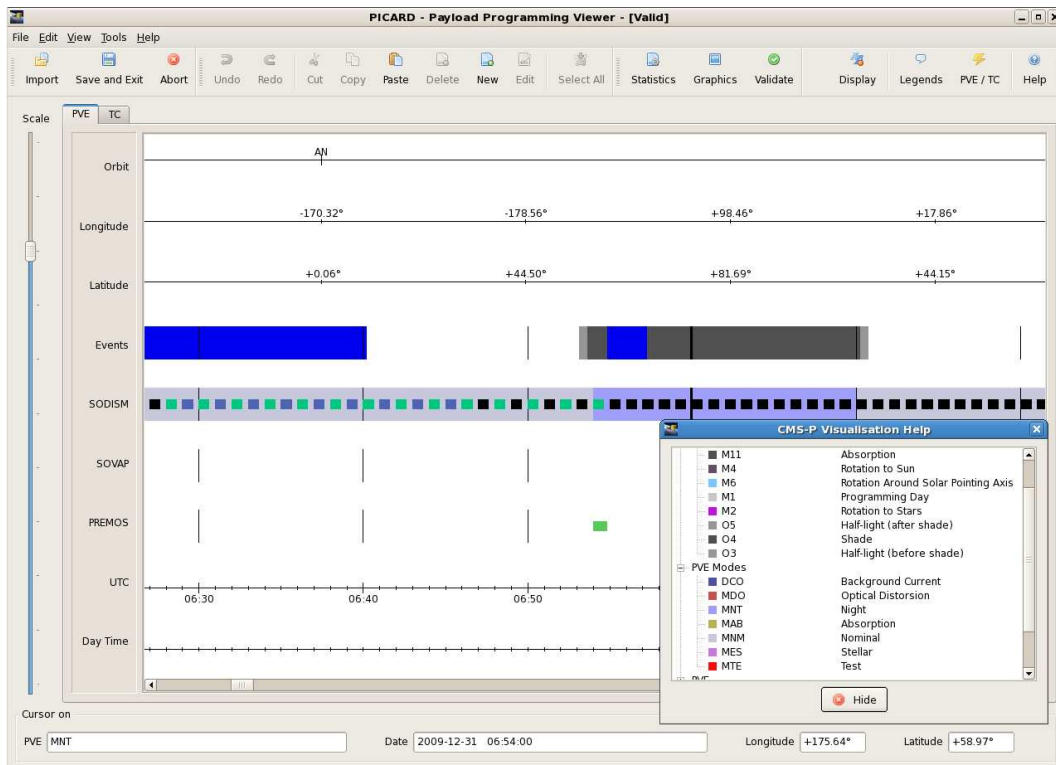 PICARD - Payload Programming Viewer - [Valid]
File Edit View Tools Help
Import Save and Exit Abort Undo Redo Cut Copy Paste Delete New Edit Select All Statistics Graphics Validate Display Legends PVE / TC Help
Scale
PVE TC
Orbit AN
Longitude -170.32° -178.56° +98.46° +17.86°
Latitude +0.06° +44.50° +81.69° +44.15°
Events
SODISM
SOVAP
PREMOS
UTC 06:30 06:40 06:50
Day Time
CMS-P Visualisation Help
M11 Absorption
M4 Rotation to Sun
M6 Rotation Around Solar Pointing Axis
M1 Programming Day
M2 Rotation to Stars
O5 Half-light (after shade)
O4 Shade
O3 Half-light (before shade)
PVE Modes
DCO Background Current
MDO Optical Distorsion
MNT Night
MAB Absorption
MNM Nominal
MES Stellar
MTE Test
Hide
Cursor on
PVE MNT Date 2009-12-31 06:54:00 Longitude +175.64° Latitude +58.97°